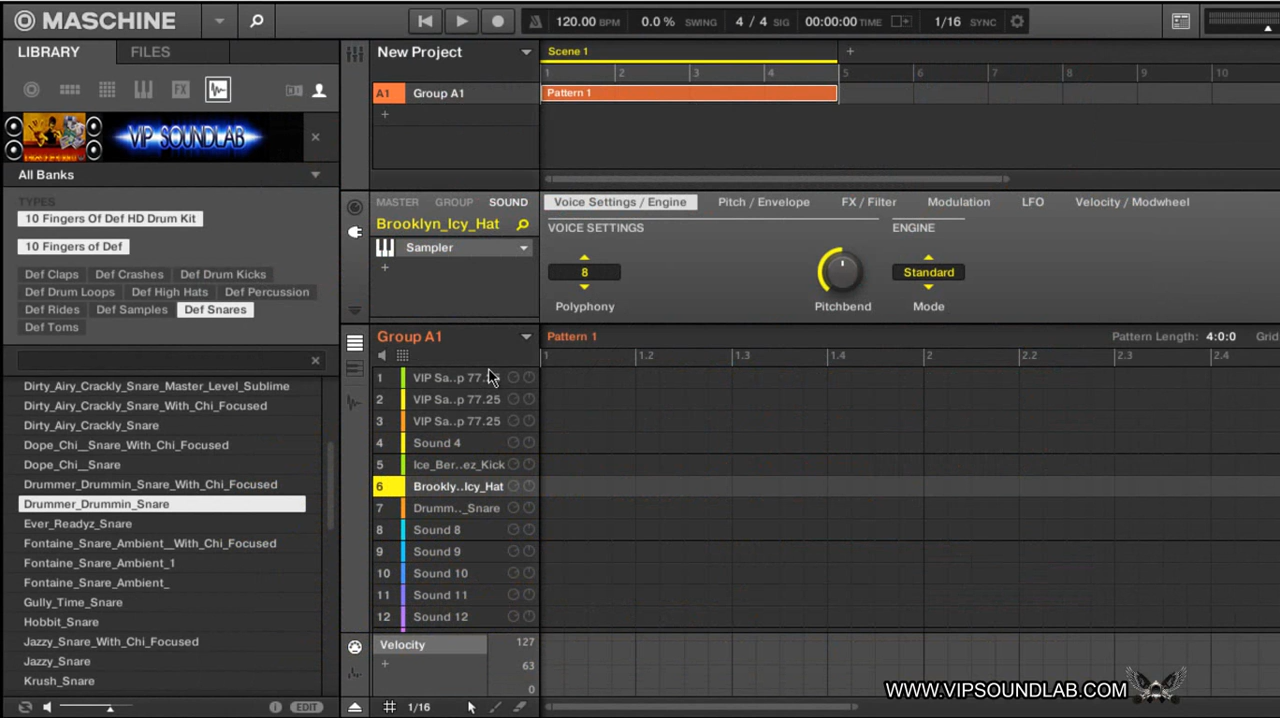 MASCHINE
120.00 BPM 0.0 % SWING 4 / 4 SIG 00:00:00 TIME 1/16 SYNC
LIBRARY FILES
FX
VIP SOUNDLAB
All Banks
TYPES
10 Fingers Of Def HD Drum Kit
10 Fingers of Def
Def Claps Def Crashes Def Drum Kicks
Def Drum Loops Def High Hats Def Percussion
Def Rides Def Samples Def Snares
Def Toms
Dirty_Airy_Crackly_Snare_Master_Level_Sublime
Dirty_Airy_Crackly_Snare_With_Chi_Focused
Dirty_Airy_Crackly_Snare
Dope_Chi__Snare_With_Chi_Focused
Dope_Chi__Snare
Drummer_Drummin_Snare_With_Chi_Focused
Drummer_Drummin_Snare
Ever_Readyz_Snare
Fontaine_Snare_Ambient__With_Chi_Focused
Fontaine_Snare_Ambient_1
Fontaine_Snare_Ambient_
Gully_Time_Snare
Hobbit_Snare
Jazzy_Snare_With_Chi_Focused
Jazzy_Snare
Krush_Snare
EDIT
New Project
A1 Group A1
Scene 1
1 2 3 4 5 6 7 8 9 10
Pattern 1
MASTER GROUP SOUND
Brooklyn_Icy_Hat
Sampler
Voice Settings / Engine Pitch / Envelope FX / Filter Modulation LFO Velocity / Modwheel
VOICE SETTINGS ENGINE
8 Standard
Polyphony Pitchbend Mode
Group A1
Pattern 1 Pattern Length: 4:0:0 Grid
1 1.2 1.3 1.4 2 2.2 2.3 2.4
1 VIP Sa..p 77.25
2 VIP Sa..p 77.25
3 VIP Sa..p 77.25
4 Sound 4
5 Ice_Ber..ez_Kick
6 Brookly..Icy_Hat
7 Drumm.._Snare
8 Sound 8
9 Sound 9
10 Sound 10
11 Sound 11
12 Sound 12
Velocity 127
63
0
1/16
WWW.VIPSOUNDLAB.COM